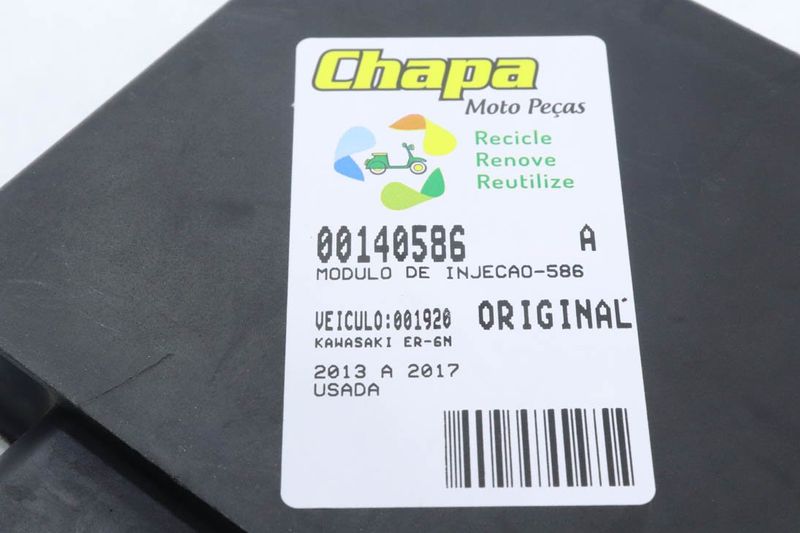 Chapa
Moto Peças
Recicle
Renove
Reutilize
00140586 A
MODULO DE INJECAO-586
VEICULO:001920 ORIGINAL
KAWASAKI ER-6N
2013 A 2017
USADA